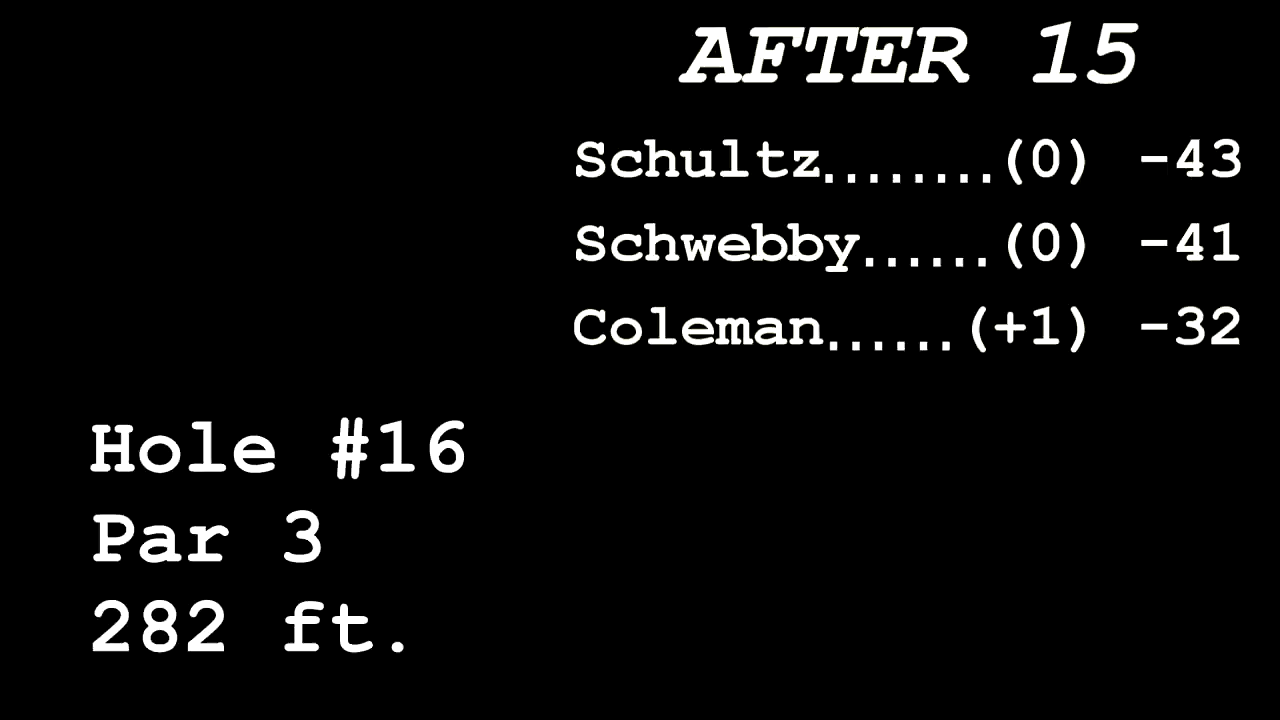 AFTER 15
Schultz........(0) -43
Schwebby......(0) -41
Coleman......(+1) -32
Hole #16
Par 3
282 ft.